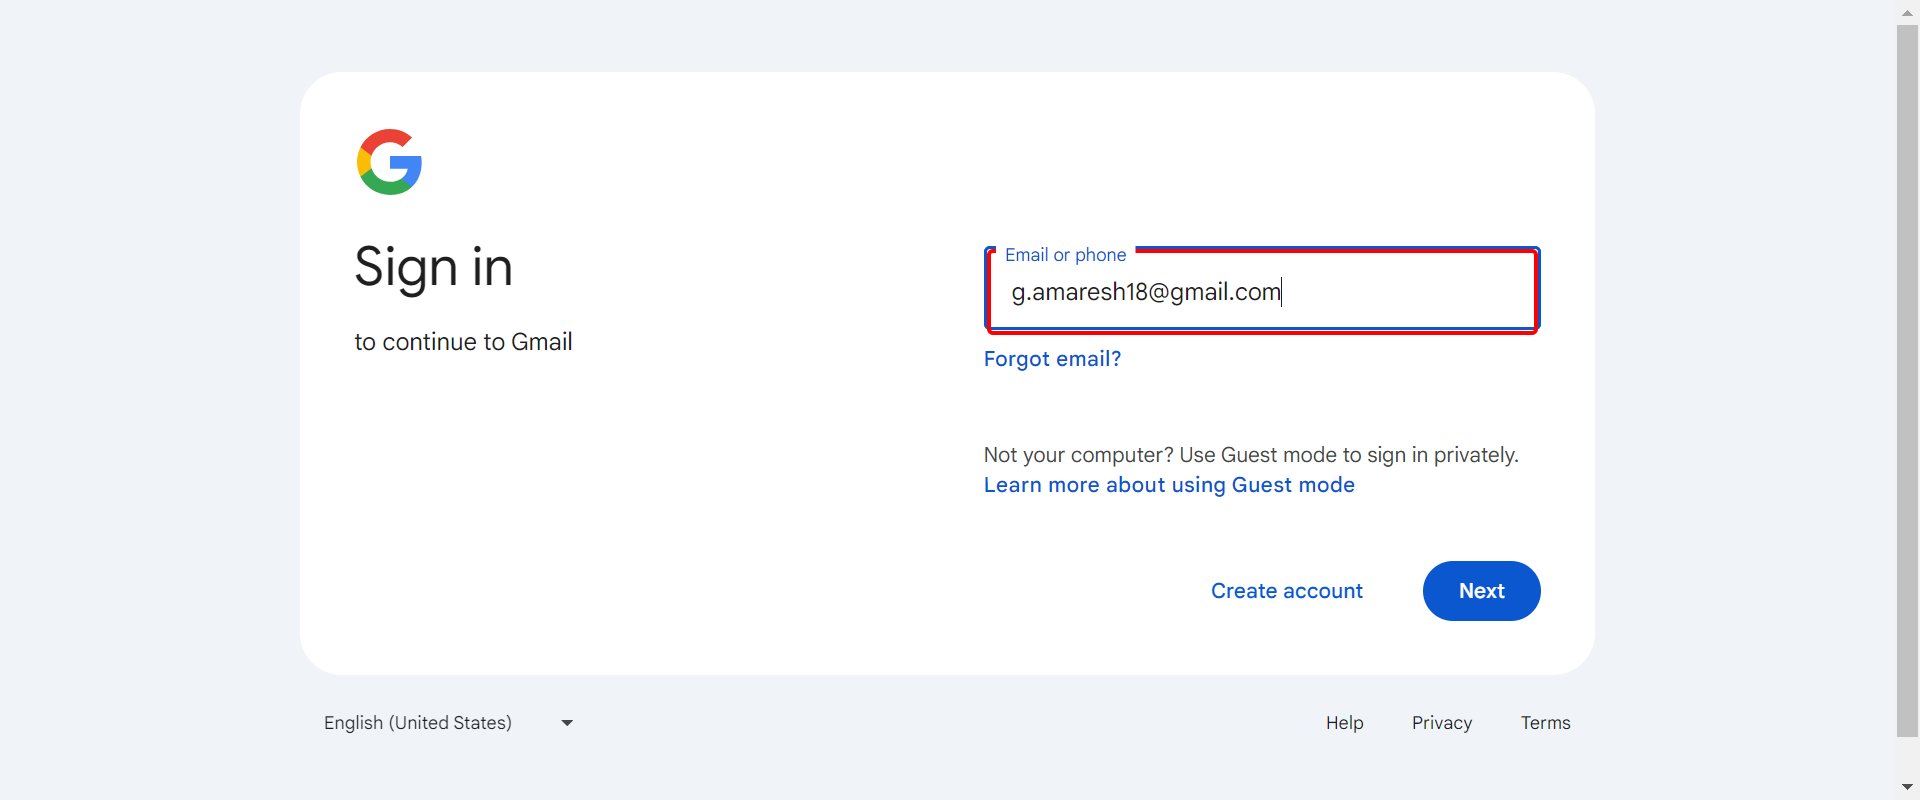 Sign in
to continue to Gmail
Email or phone
g.amaresh18@gmail.com
Forgot email?
Not your computer? Use Guest mode to sign in privately.
Learn more about using Guest mode
Create account
Next
English (United States)
Help
Privacy
Terms